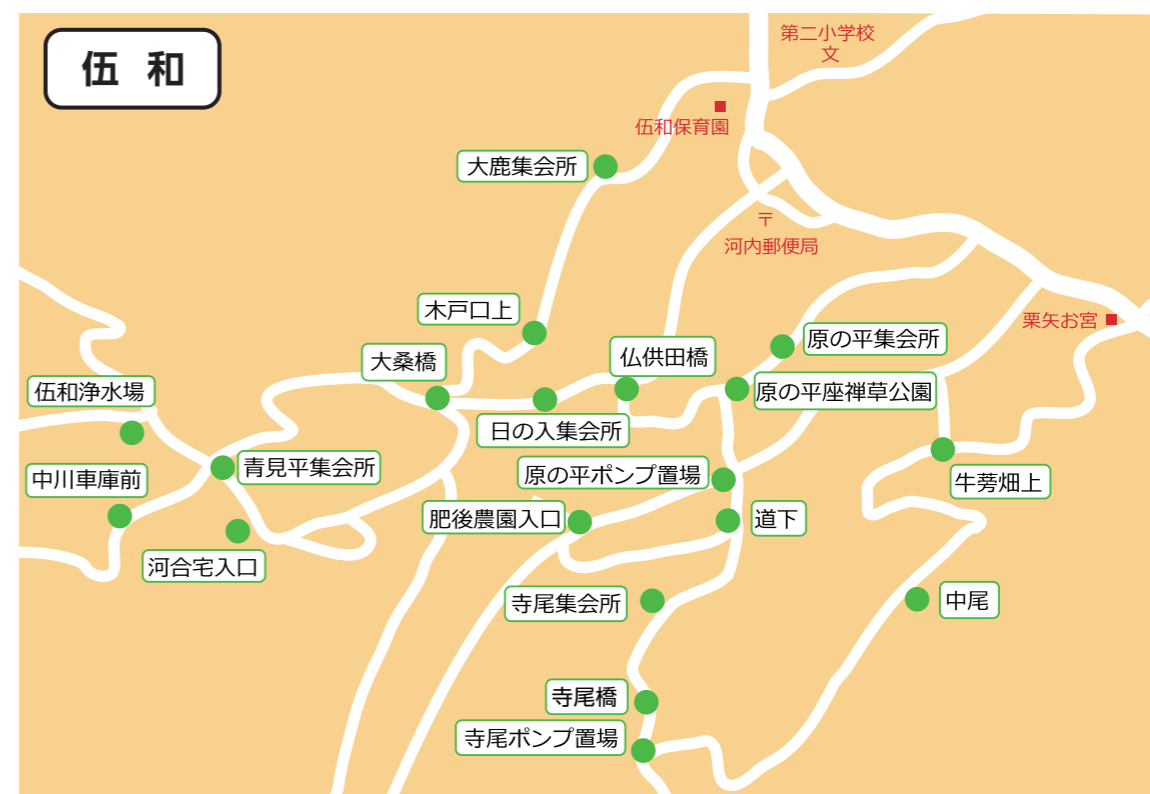 伍和
第二小学校
文
伍和保育園
大鹿集会所
〒
河内郵便局
木戸口上
栗矢お宮
原の平集会所
大桑橋
仏供田橋
伍和浄水場
原の平座禅草公園
日の入集会所
青見平集会所
原の平ポンプ置場
中川車庫前
牛蒡畑上
肥後農園入口
道下
河合宅入口
寺尾集会所
中尾
寺尾橋
寺尾ポンプ置場